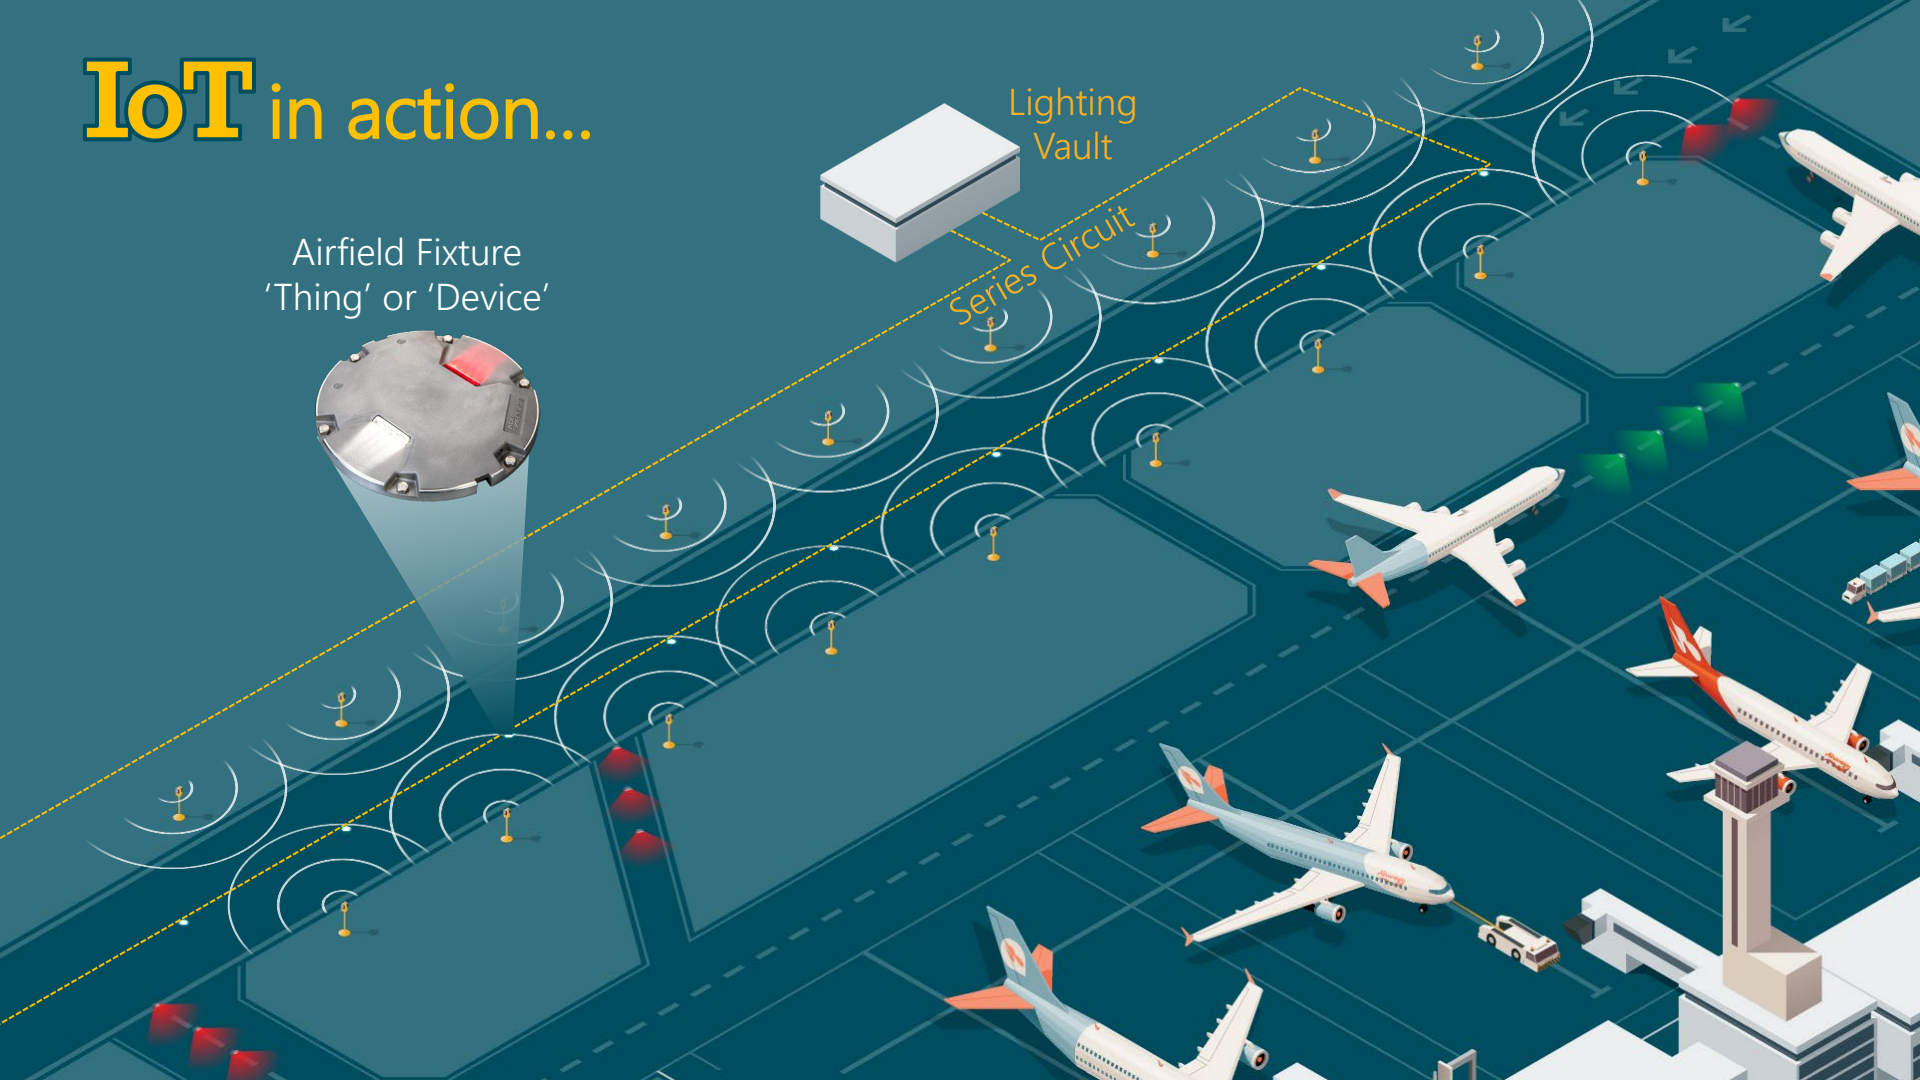 IoT in action...
Lighting
Vault
Airfield Fixture
‘Thing’ or ‘Device’
Series Circuit